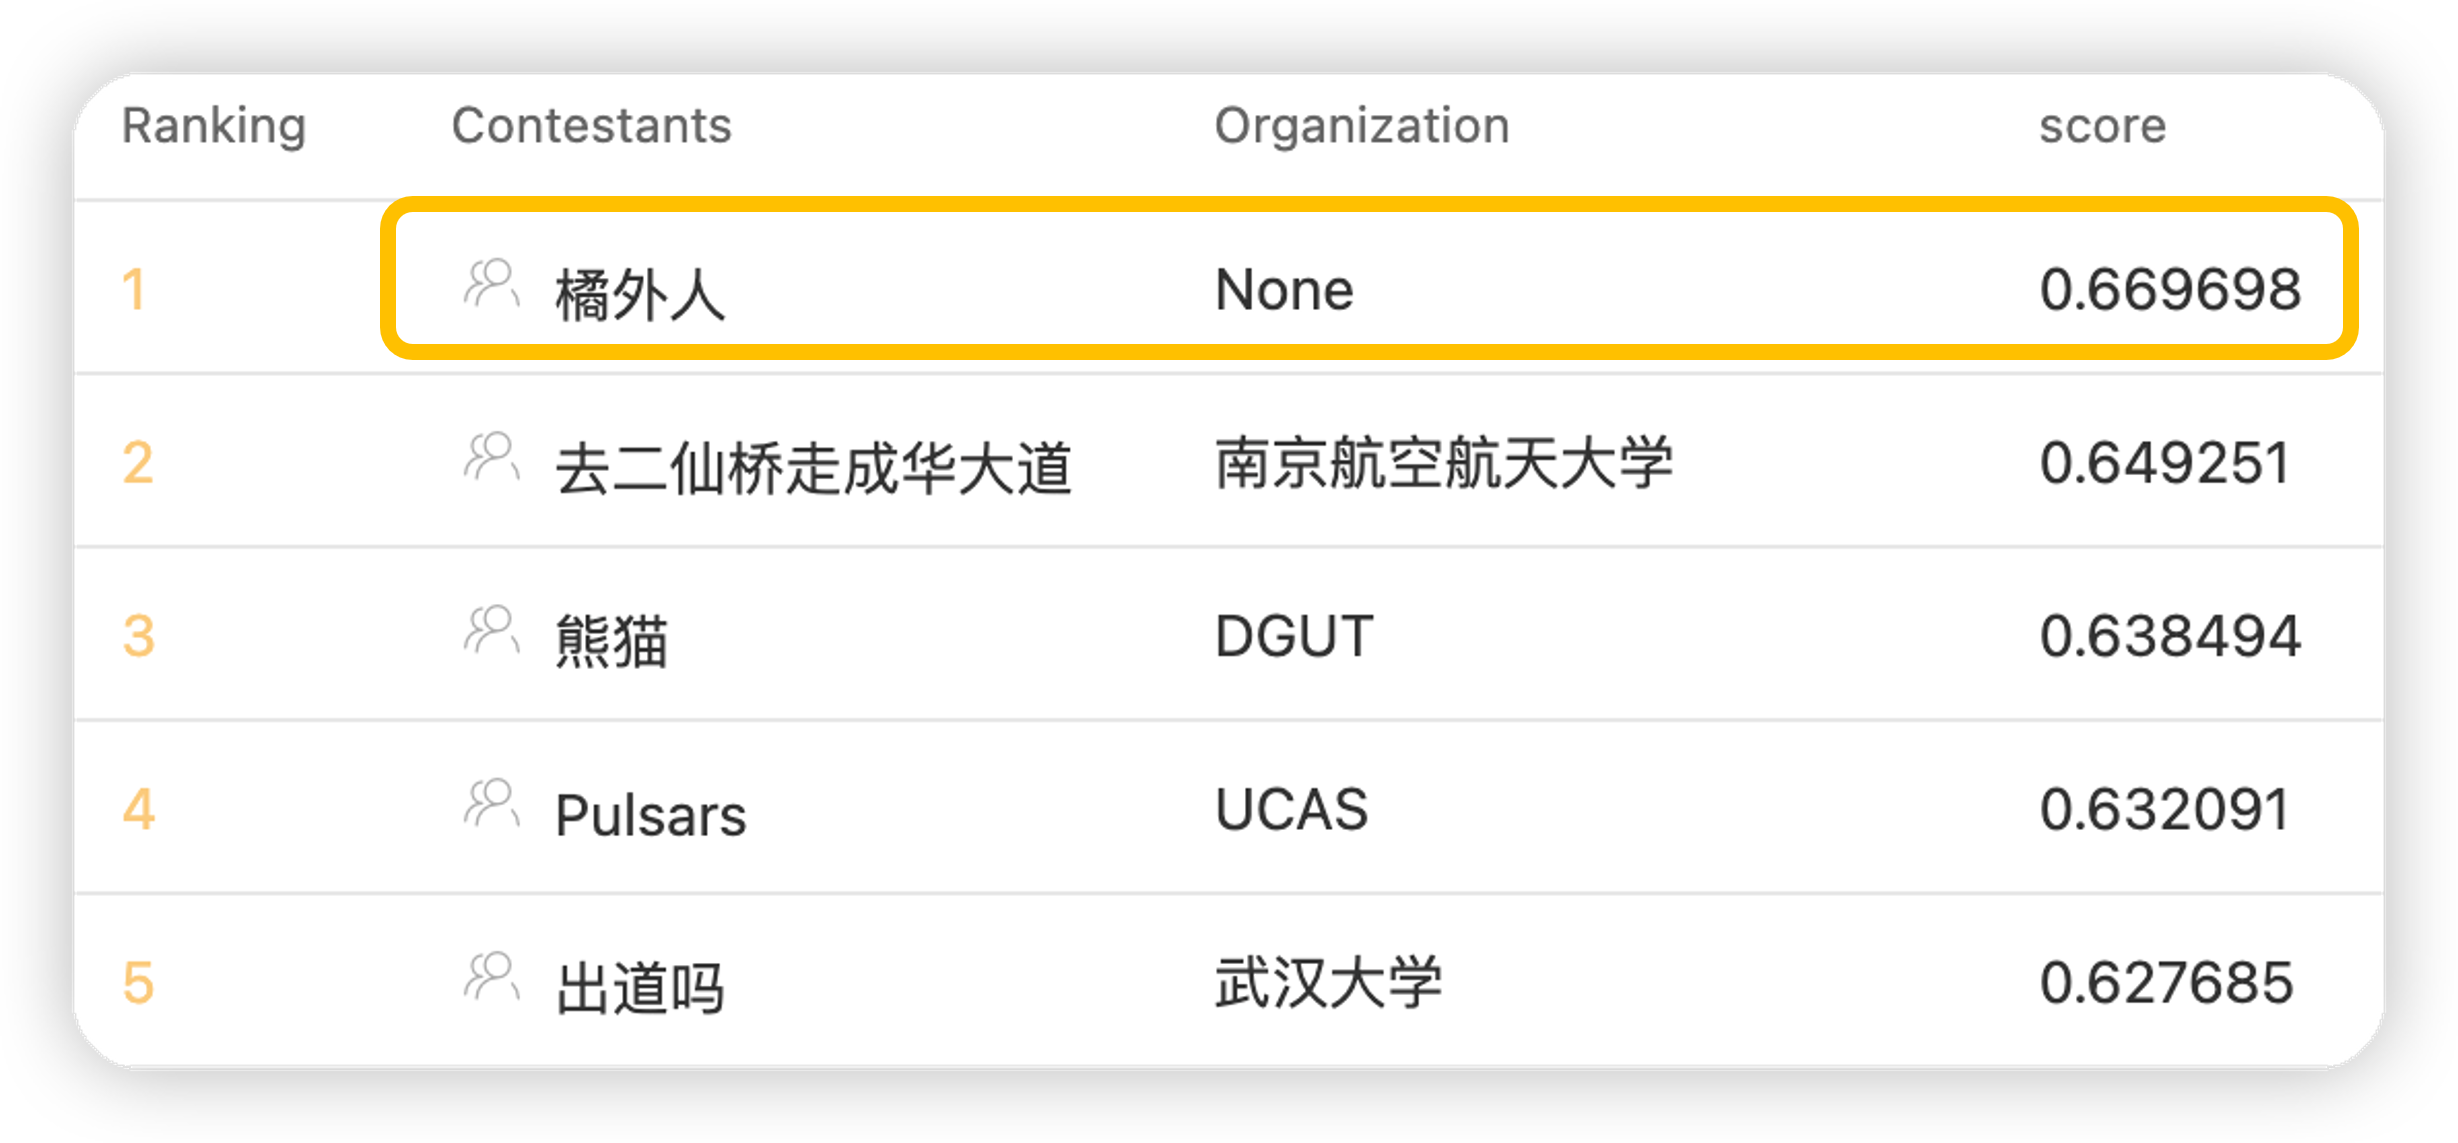 Ranking Contestants Organization score
1 橘外人 None 0.669698
2 去二仙桥走成华大道 南京航空航天大学 0.649251
3 熊猫 DGUT 0.638494
4 Pulsars UCAS 0.632091
5 出道吗 武汉大学 0.627685